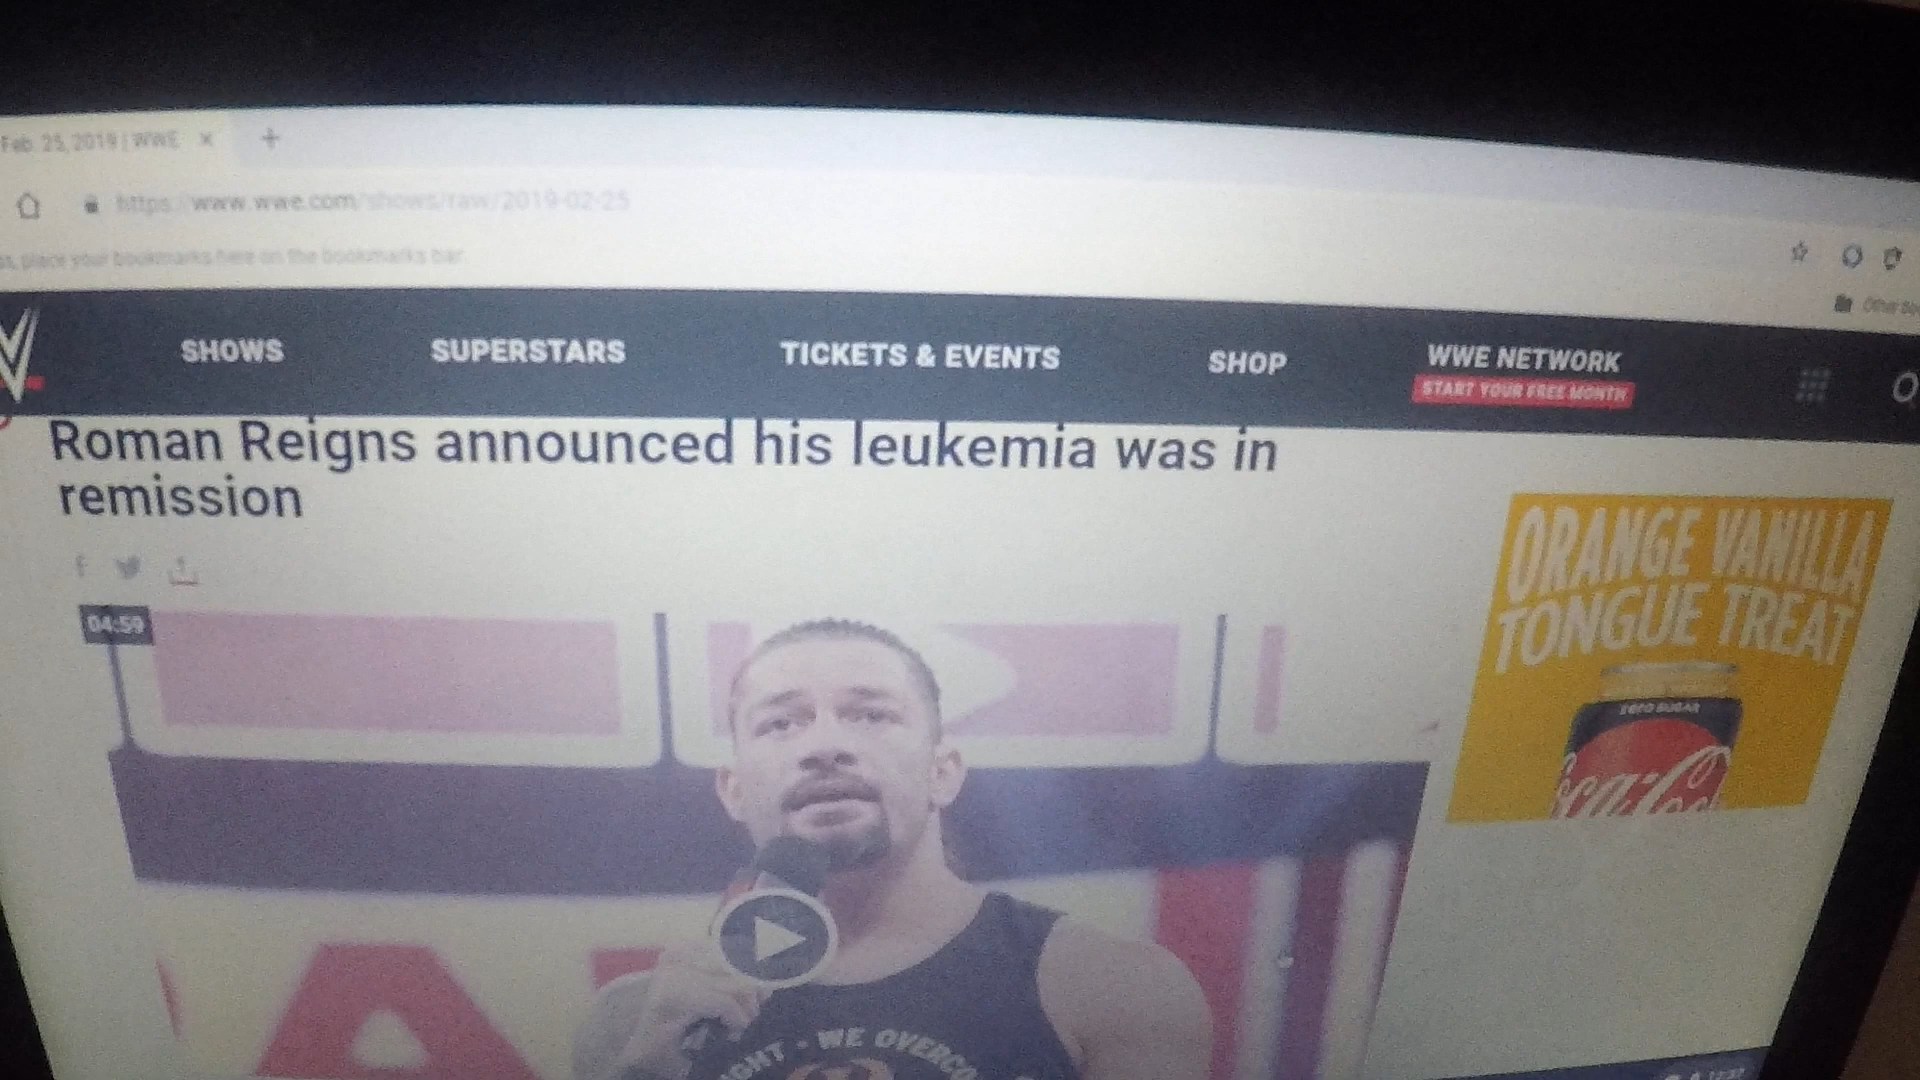 Feb. 25, 2019 | WWE
https://www.wwe.com/shows/raw/2019-02-25
place your bookmarks here on the bookmarks bar.
Other
SHOWS
SUPERSTARS
TICKETS & EVENTS
SHOP
WWE NETWORK
START YOUR FREE MONTH
Roman Reigns announced his leukemia was in
remission
04:59
ORANGE VANILLA
TONGUE TREAT
ZERO SUGAR
WE